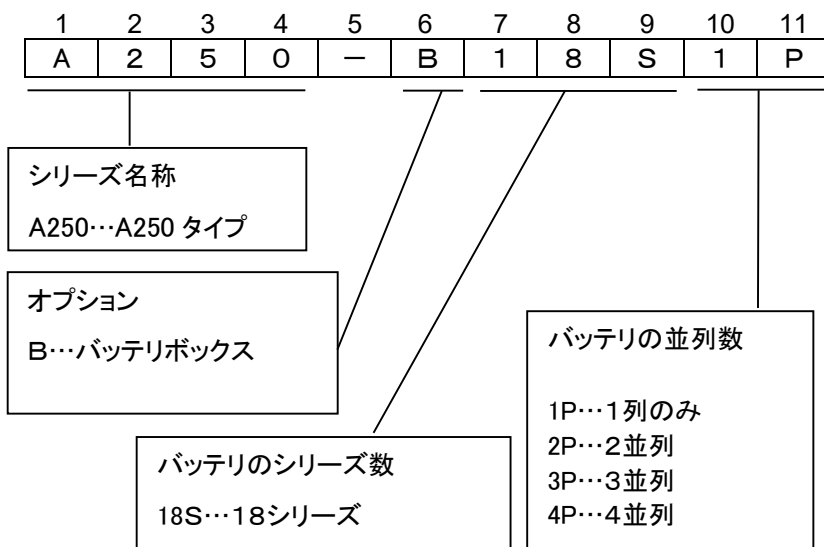 1 2 3 4 5 6 7 8 9 10 11
A 2 5 0 － B 1 8 S 1 P
シリーズ名称
A250…A250 タイプ
オプション
B…バッテリボックス
バッテリのシリーズ数
18S…18シリーズ
バッテリの並列数
1P…1列のみ
2P…2並列
3P…3並列
4P…4並列